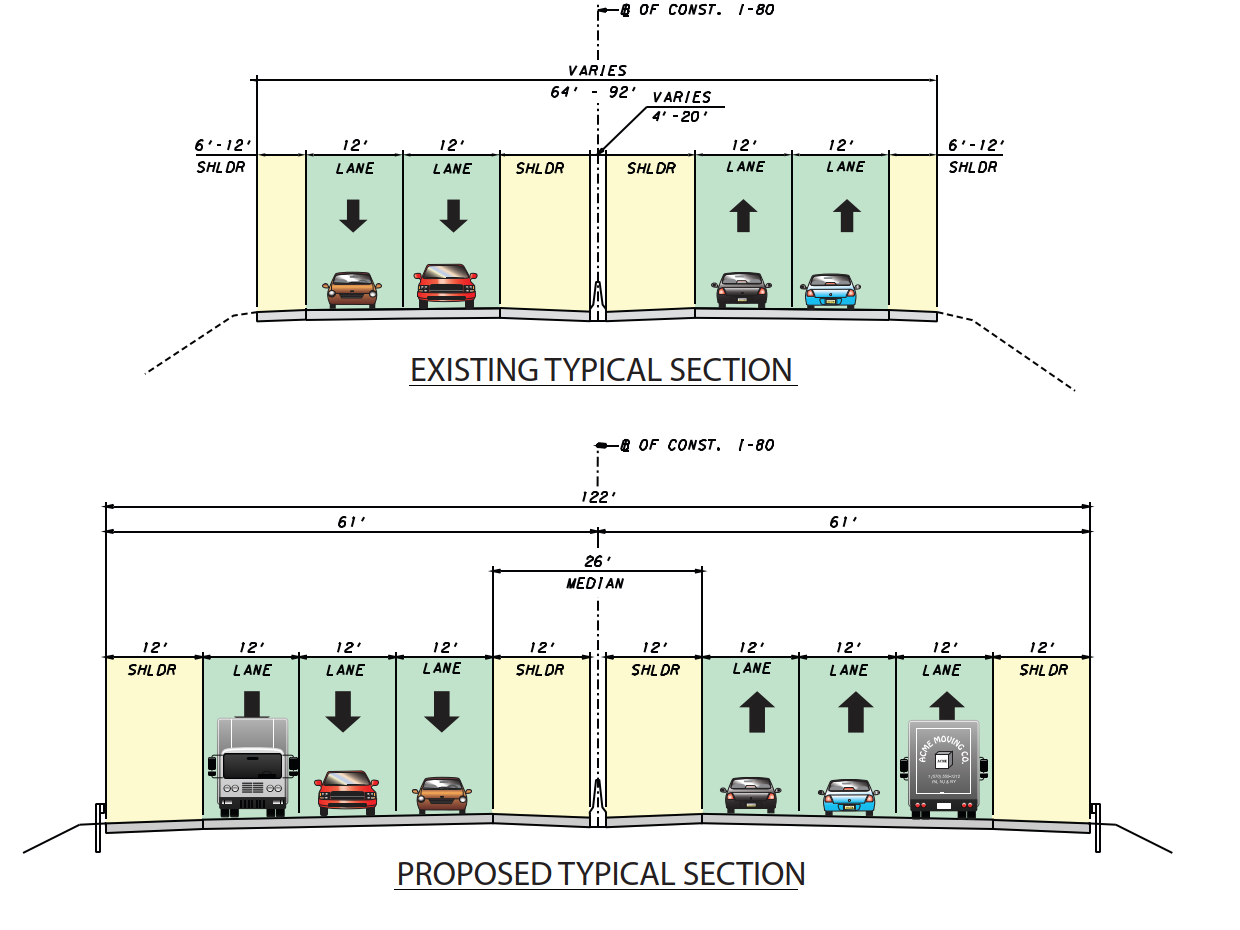 ℄ OF CONST. I-80
VARIES
64' - 92'
VARIES
4'-20'
6'-12' 12' 12' 12' 12' 6'-12'
SHLDR LANE LANE SHLDR SHLDR LANE LANE SHLDR
EXISTING TYPICAL SECTION
℄ OF CONST. I-80
122'
61' 61'
26'
MEDIAN
12' 12' 12' 12' 12' 12' 12' 12' 12' 12'
SHLDR LANE LANE LANE SHLDR SHLDR LANE LANE LANE SHLDR
ACME MOVING CO.
ACME
PROPOSED TYPICAL SECTION